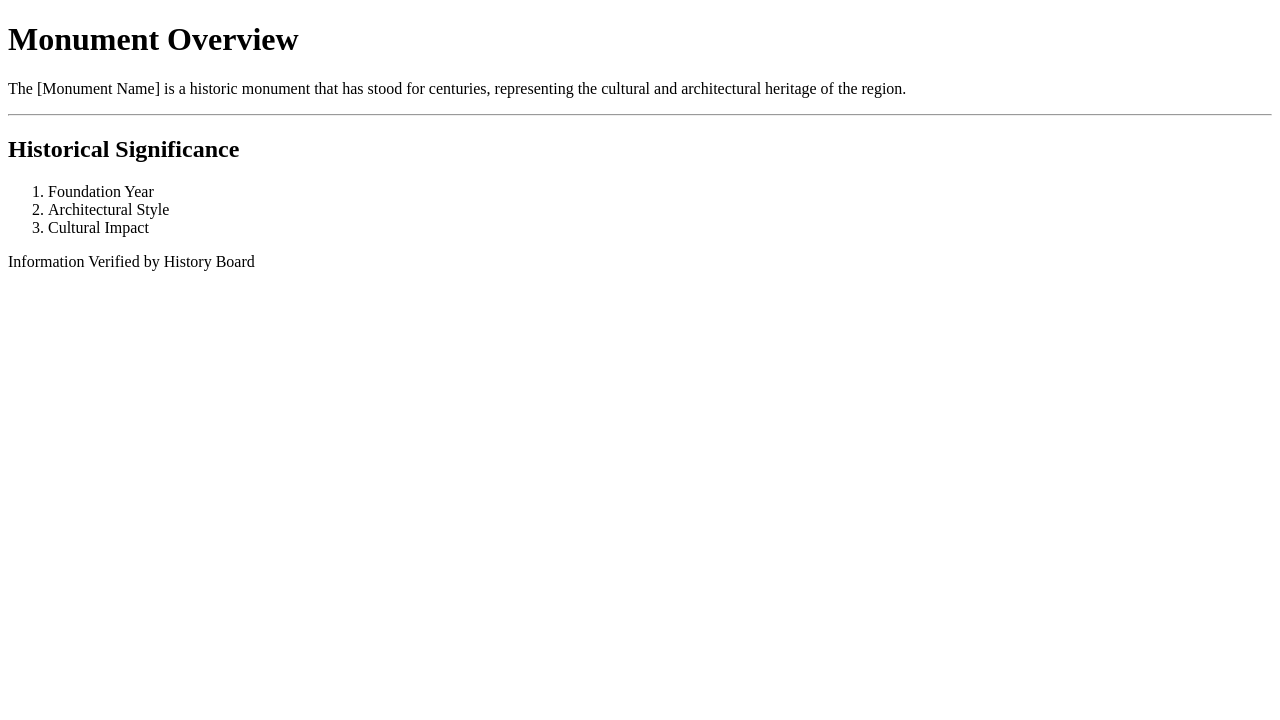 Monument Overview
The [Monument Name] is a historic monument that has stood for centuries, representing the cultural and architectural heritage of the region.
Historical Significance
1. Foundation Year
2. Architectural Style
3. Cultural Impact
Information Verified by History Board